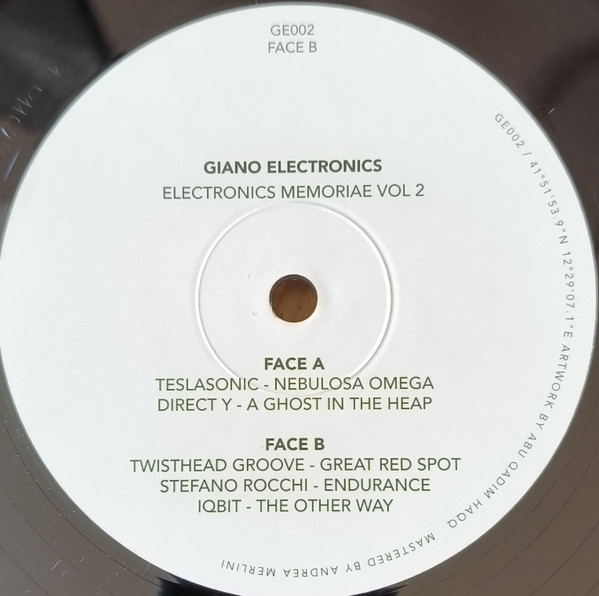 GE002
FACE B
GIANO ELECTRONICS
ELECTRONICS MEMORIAE VOL 2
FACE A
TESLASONIC - NEBULOSA OMEGA
DIRECT Y - A GHOST IN THE HEAP
FACE B
TWISTHEAD GROOVE - GREAT RED SPOT
STEFANO ROCCHI - ENDURANCE
IQBIT - THE OTHER WAY
GE002 / 41°51'53.9"N 12°29'07.1"E ARTWORK BY ABU QADIM HAQQ MASTERED BY ANDREA MERLINI